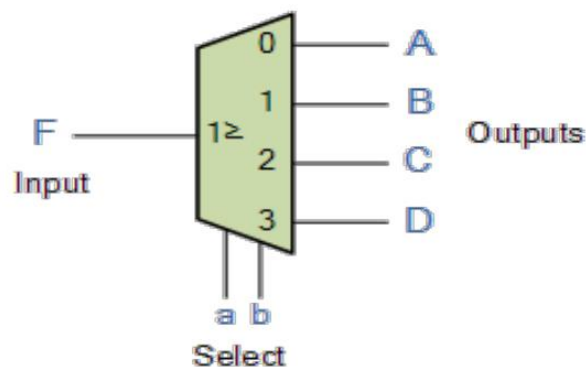 0 A
1 B
F 1≥ Outputs
Input 2 C
3 D
a b
Select